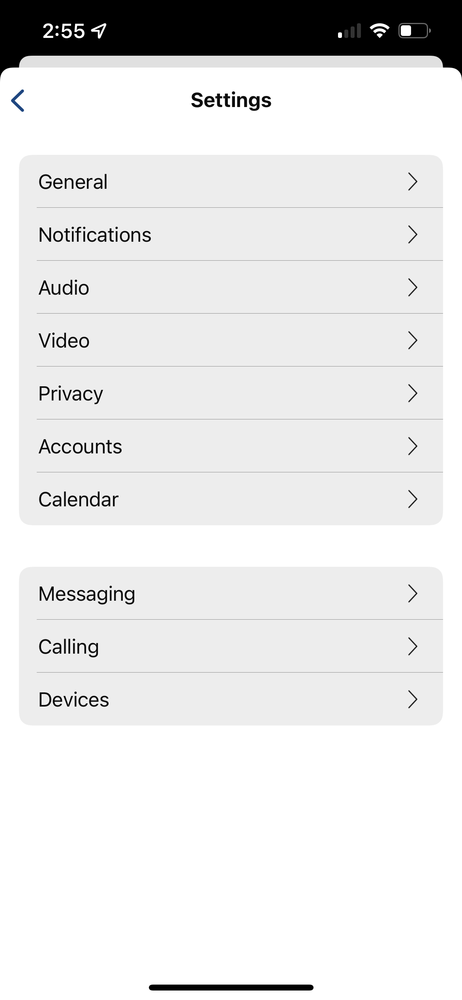 2:55
Settings
General
Notifications
Audio
Video
Privacy
Accounts
Calendar
Messaging
Calling
Devices